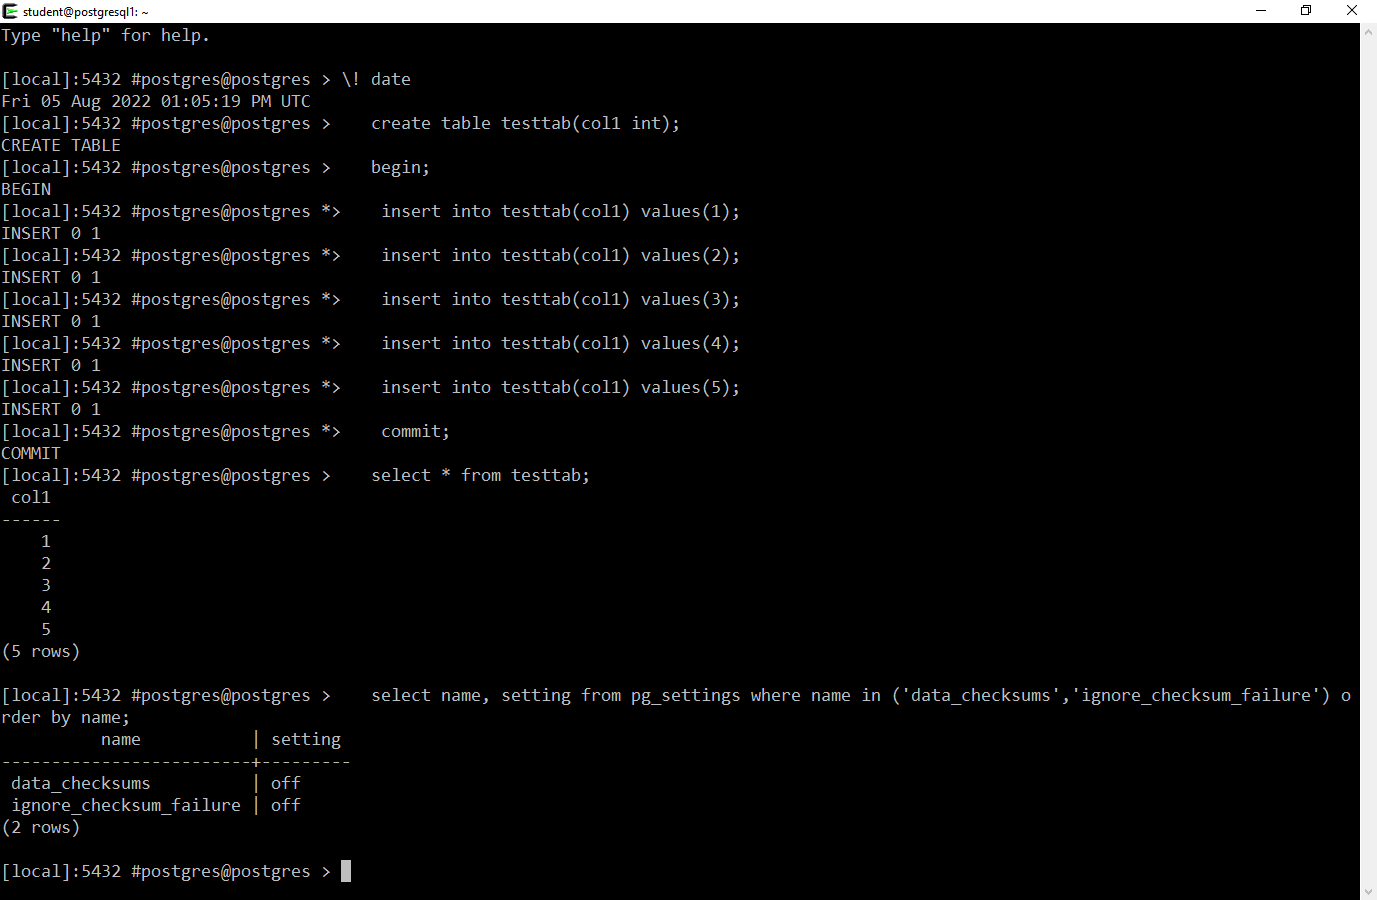 student@postgresql1: ~
Type "help" for help.
[local]:5432 #postgres@postgres > \! date
Fri 05 Aug 2022 01:05:19 PM UTC
[local]:5432 #postgres@postgres >    create table testtab(col1 int);
CREATE TABLE
[local]:5432 #postgres@postgres >    begin;
BEGIN
[local]:5432 #postgres@postgres *>    insert into testtab(col1) values(1);
INSERT 0 1
[local]:5432 #postgres@postgres *>    insert into testtab(col1) values(2);
INSERT 0 1
[local]:5432 #postgres@postgres *>    insert into testtab(col1) values(3);
INSERT 0 1
[local]:5432 #postgres@postgres *>    insert into testtab(col1) values(4);
INSERT 0 1
[local]:5432 #postgres@postgres *>    insert into testtab(col1) values(5);
INSERT 0 1
[local]:5432 #postgres@postgres *>    commit;
COMMIT
[local]:5432 #postgres@postgres >    select * from testtab;
 col1
------
    1
    2
    3
    4
    5
(5 rows)
[local]:5432 #postgres@postgres >    select name, setting from pg_settings where name in ('data_checksums','ignore_checksum_failure') o
rder by name;
          name           | setting
-------------------------+---------
 data_checksums          | off
 ignore_checksum_failure | off
(2 rows)
[local]:5432 #postgres@postgres >